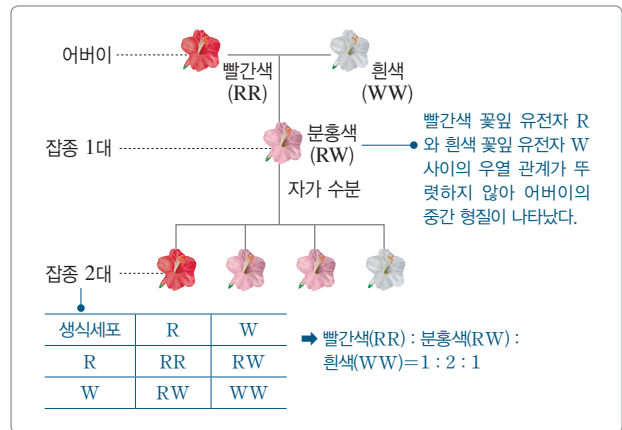 어버이
빨간색
(RR)
흰색
(WW)
잡종 1대
분홍색
(RW)
빨간색 꽃잎 유전자 R
와 흰색 꽃잎 유전자 W
사이의 우열 관계가 뚜
렷하지 않아 어버이의
중간 형질이 나타났다.
자가 수분
잡종 2대
생식세포 R W
R RR RW
W RW WW
➡ 빨간색(RR) : 분홍색(RW) :
흰색(WW)=1 : 2 : 1